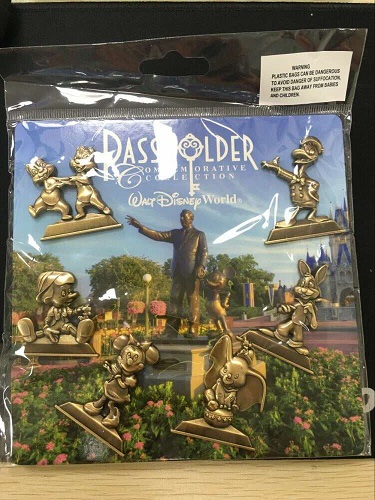 WARNING
PLASTIC BAGS CAN BE DANGEROUS
TO AVOID DANGER OF SUFFOCATION,
KEEP THIS BAG AWAY FROM BABIES
AND CHILDREN.
PASSHOLDER
COMMEMORATIVE
COLLECTION
WALT DISNEY World®